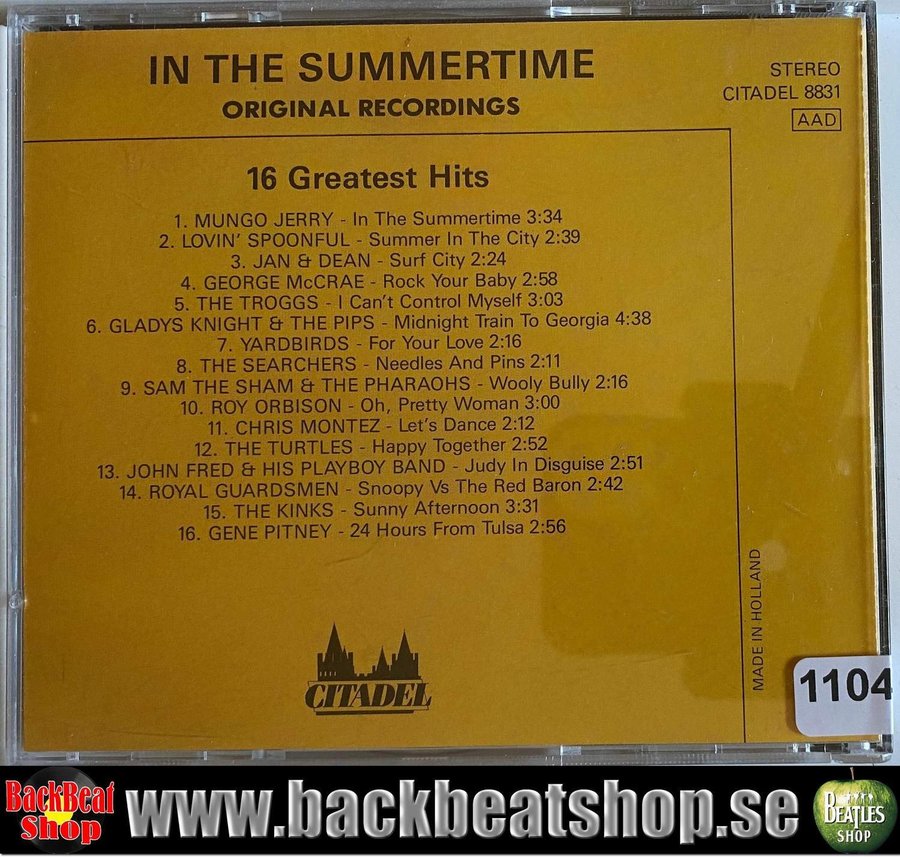 IN THE SUMMERTIME
ORIGINAL RECORDINGS
STEREO
CITADEL 8831
AAD
16 Greatest Hits
1. MUNGO JERRY - In The Summertime 3:34
2. LOVIN' SPOONFUL - Summer In The City 2:39
3. JAN & DEAN - Surf City 2:24
4. GEORGE McCRAE - Rock Your Baby 2:58
5. THE TROGGS - I Can't Control Myself 3:03
6. GLADYS KNIGHT & THE PIPS - Midnight Train To Georgia 4:38
7. YARDBIRDS - For Your Love 2:16
8. THE SEARCHERS - Needles And Pins 2:11
9. SAM THE SHAM & THE PHARAOHS - Wooly Bully 2:16
10. ROY ORBISON - Oh, Pretty Woman 3:00
11. CHRIS MONTEZ - Let's Dance 2:12
12. THE TURTLES - Happy Together 2:52
13. JOHN FRED & HIS PLAYBOY BAND - Judy In Disguise 2:51
14. ROYAL GUARDSMEN - Snoopy Vs The Red Baron 2:42
15. THE KINKS - Sunny Afternoon 3:31
16. GENE PITNEY - 24 Hours From Tulsa 2:56
MADE IN HOLLAND
CITADEL
1104
BackBeat
Shop
www.backbeatshop.se
BEATLES
SHOP